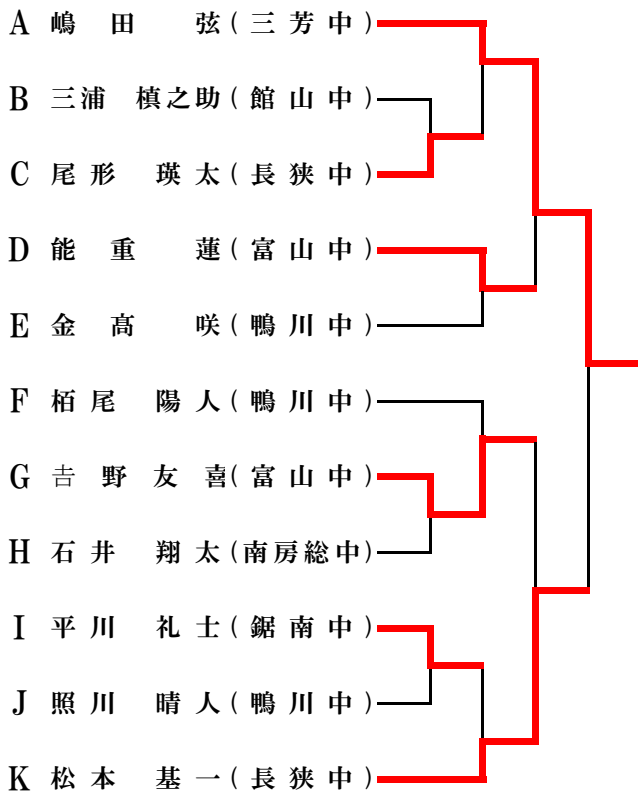 A 嶋田 弦(三芳中)
B 三浦 槙之助(館山中)
C 尾形 瑛太(長狭中)
D 能重 蓮(富山中)
E 金高 咲(鴨川中)
F 栢尾 陽人(鴨川中)
G 𠮷野友喜(富山中)
H 石井 翔太(南房総中)
I 平川 礼士(鋸南中)
J 照川 晴人(鴨川中)
K 松本 基一(長狭中)